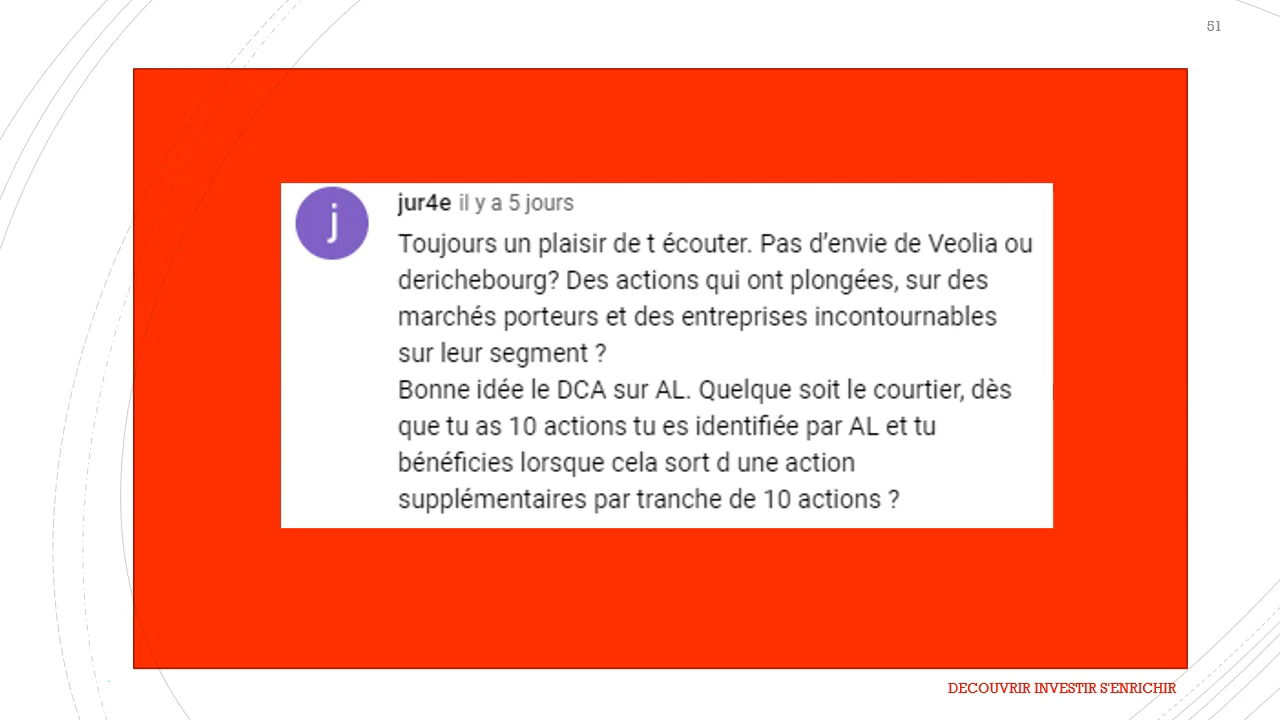 51
j
jur4e il y a 5 jours
Toujours un plaisir de t écouter. Pas d’envie de Veolia ou
derichebourg? Des actions qui ont plongées, sur des
marchés porteurs et des entreprises incontournables
sur leur segment ?
Bonne idée le DCA sur AL. Quelque soit le courtier, dès
que tu as 10 actions tu es identifiée par AL et tu
bénéficies lorsque cela sort d une action
supplémentaires par tranche de 10 actions ?
DECOUVRIR INVESTIR S'ENRICHIR